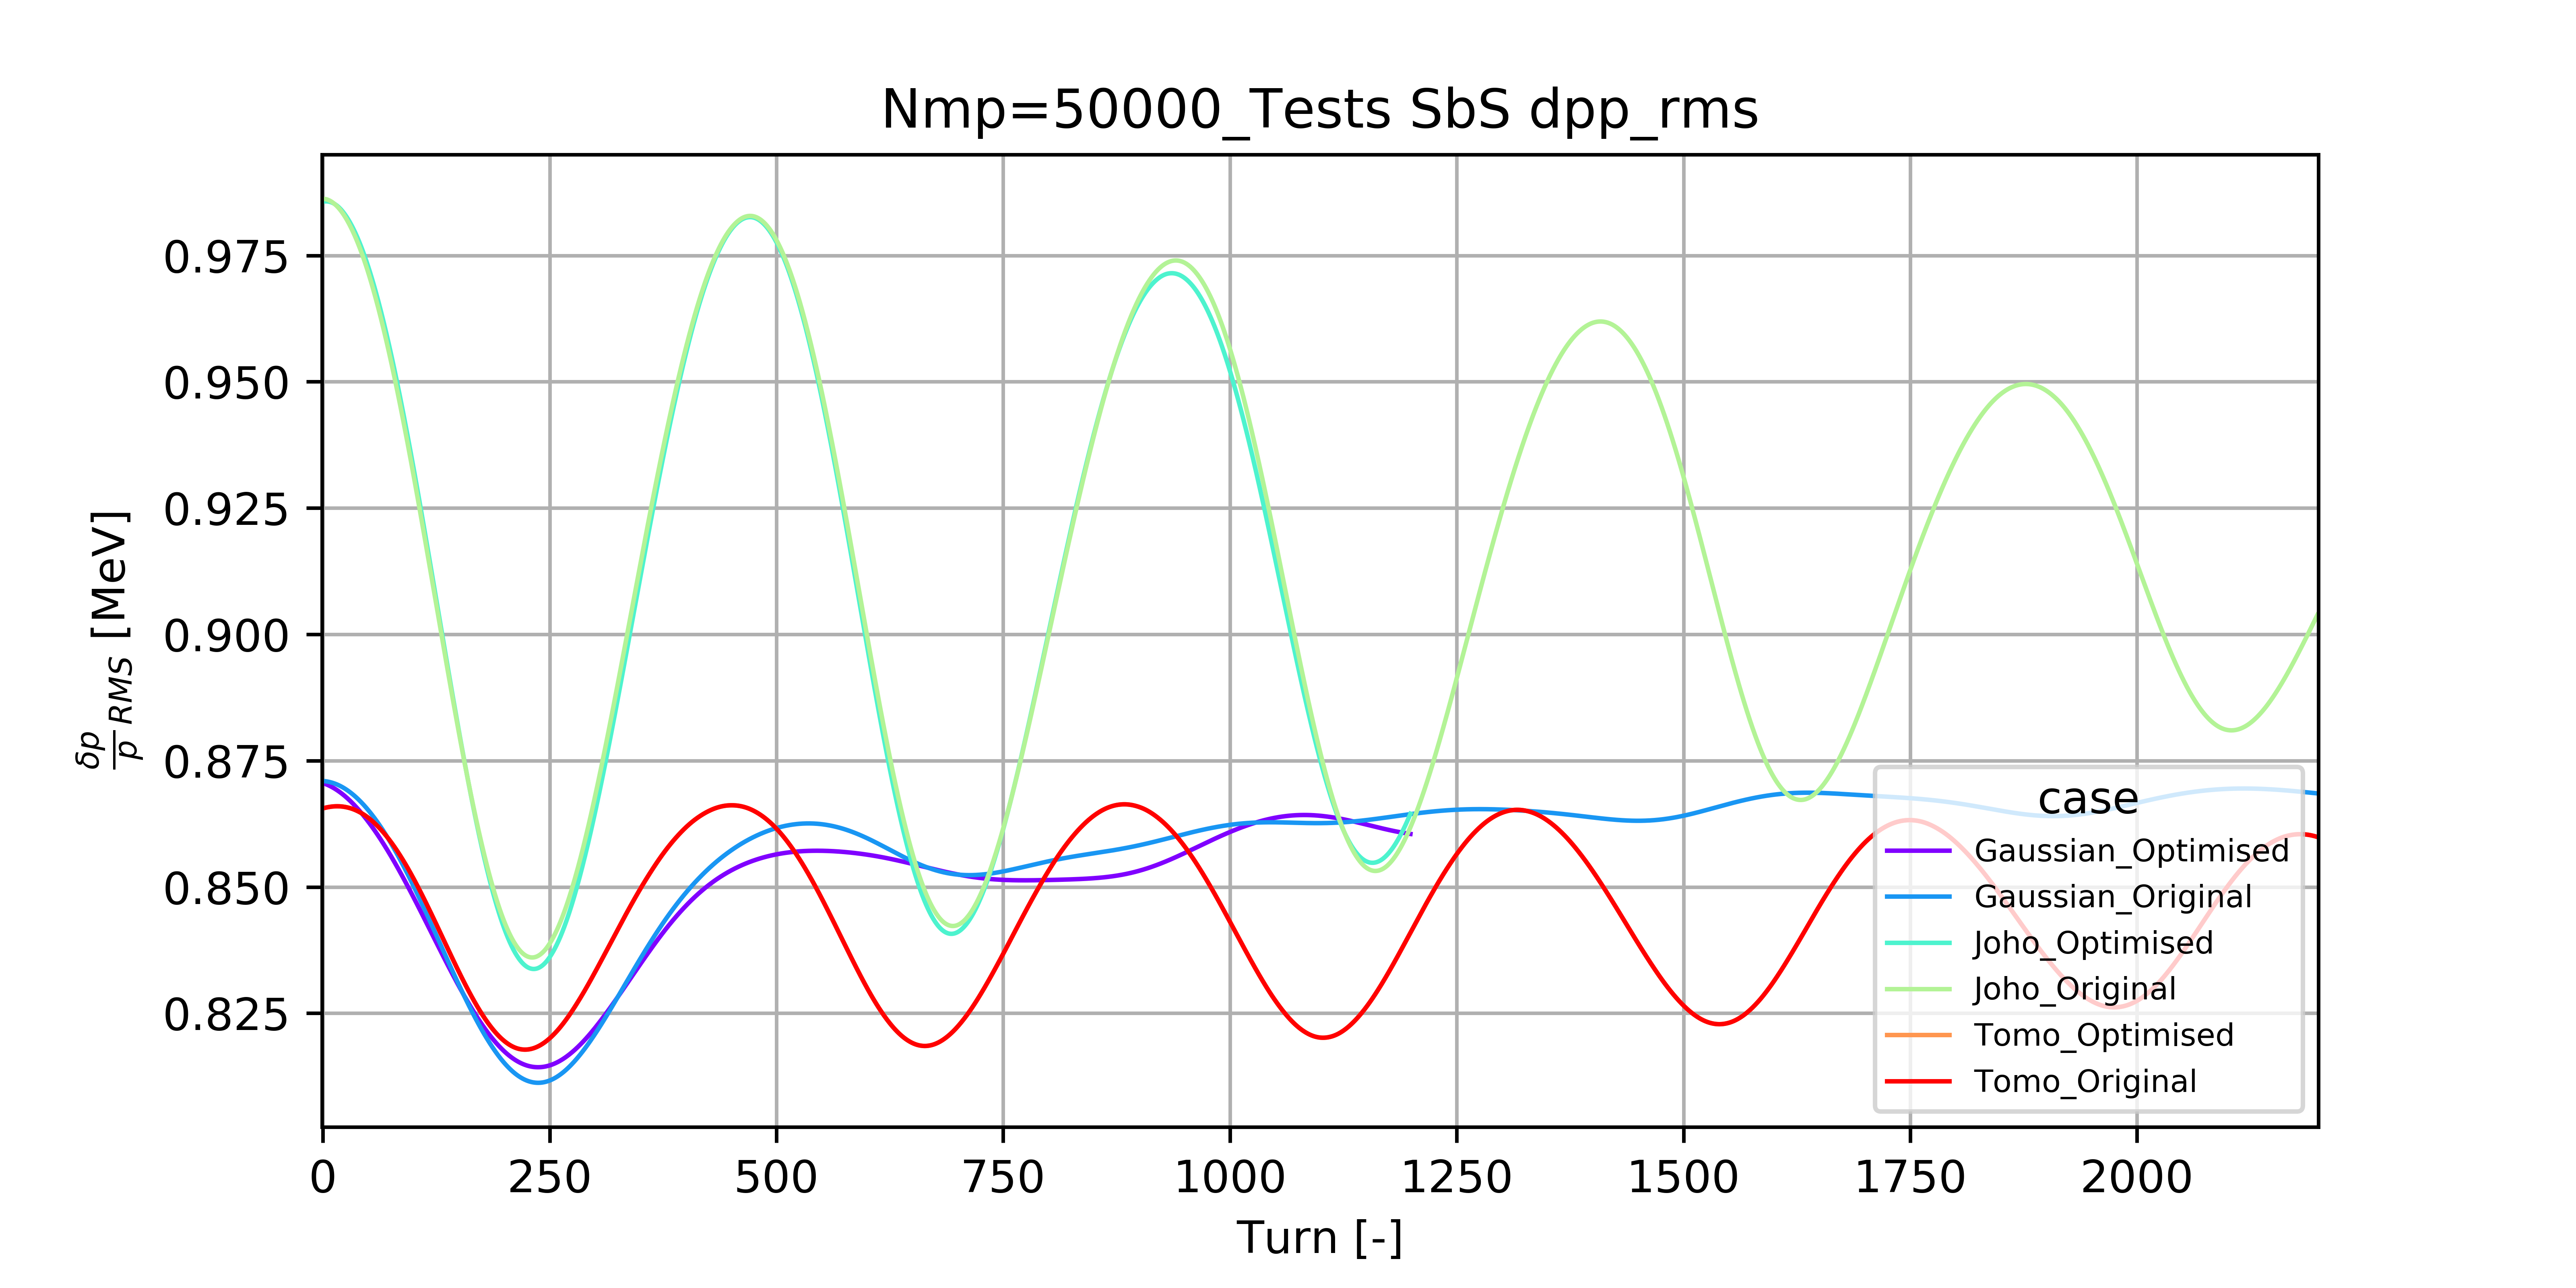 Nmp=50000_Tests SbS dpp_rms
δp/p RMS [MeV]
0.975
0.950
0.925
0.900
0.875
0.850
0.825
case
Gaussian_Optimised
Gaussian_Original
Joho_Optimised
Joho_Original
Tomo_Optimised
Tomo_Original
0 250 500 750 1000 1250 1500 1750 2000
Turn [-]